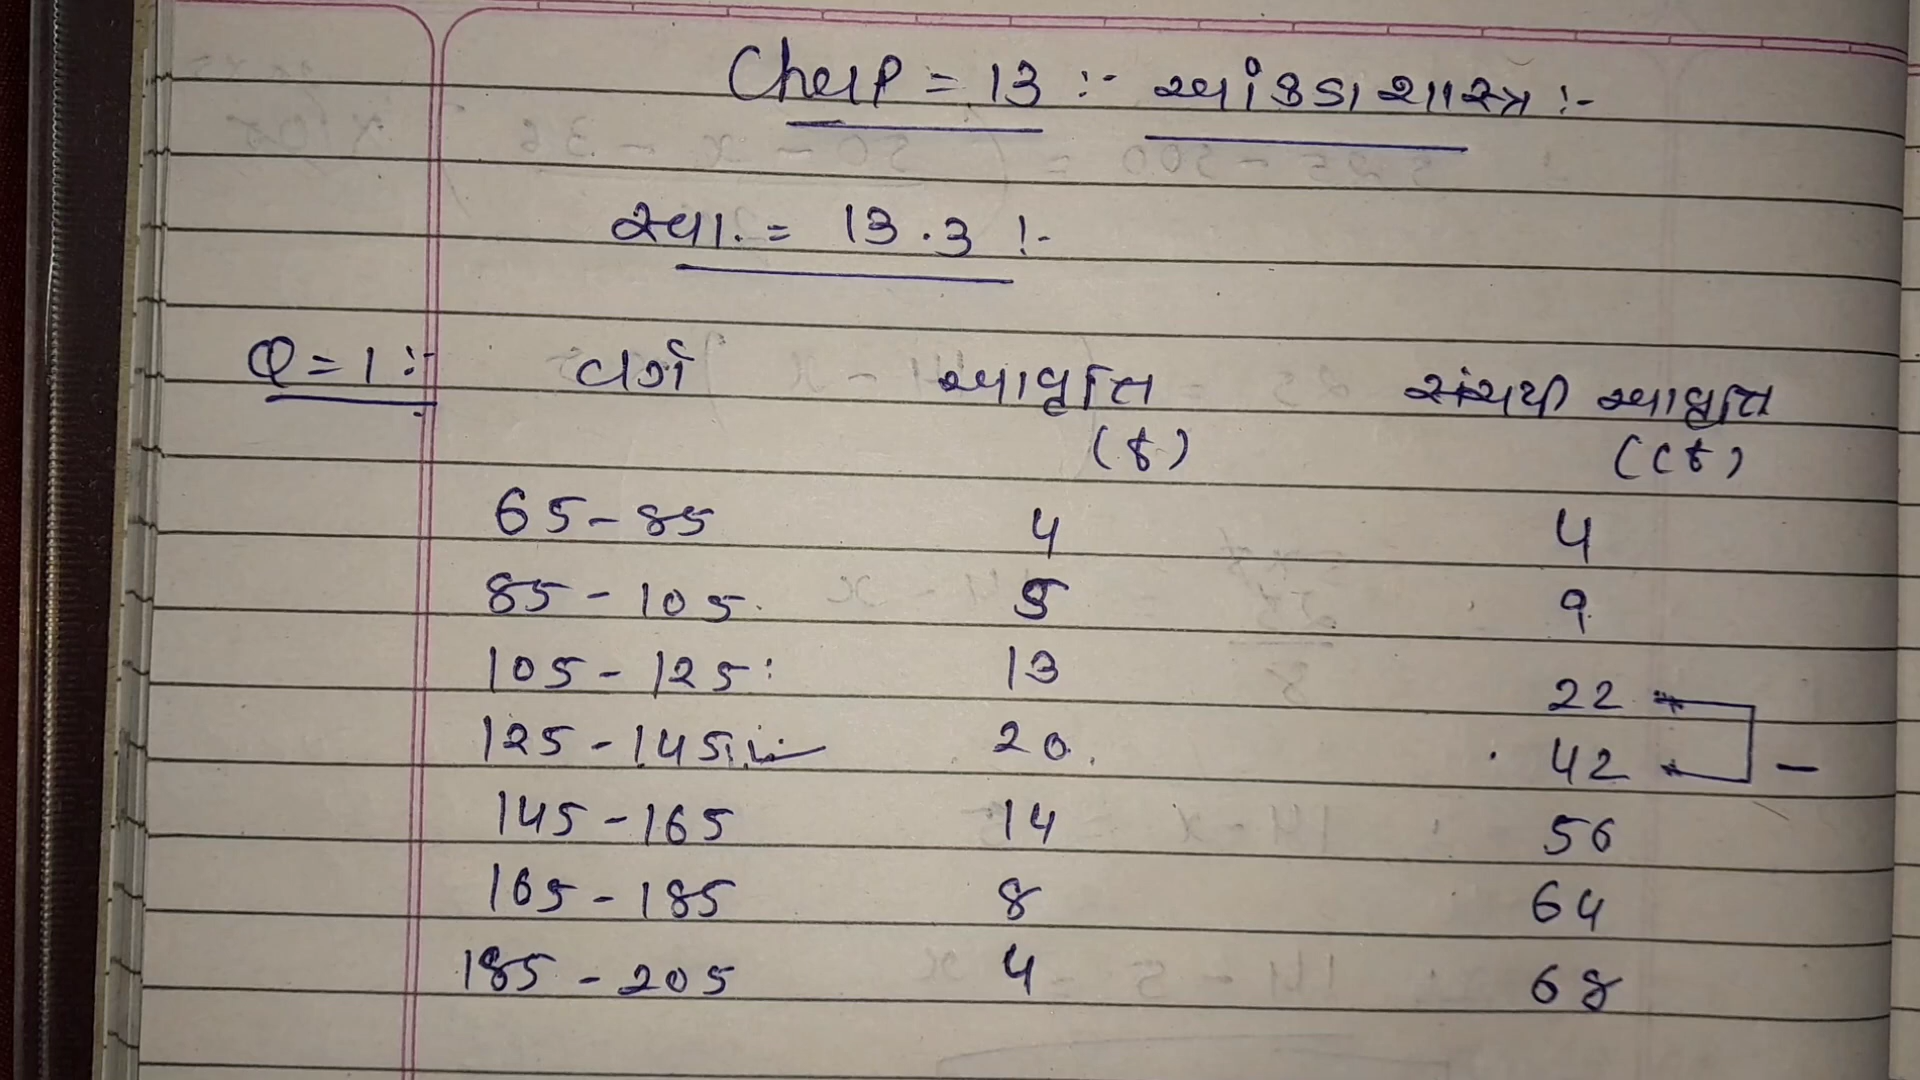 Chap = 13 :- આંકડાશાસ્ત્ર :-
સ્વા. = 13.3 :-
Q = 1 :- વર્ગ આવૃત્તિ સંચયી આવૃત્તિ
(f) (cf)
65 - 85 4 4
85 - 105 5 9
105 - 125 13 22
125 - 145 20 42
145 - 165 14 56
165 - 185 8 64
185 - 205 4 68